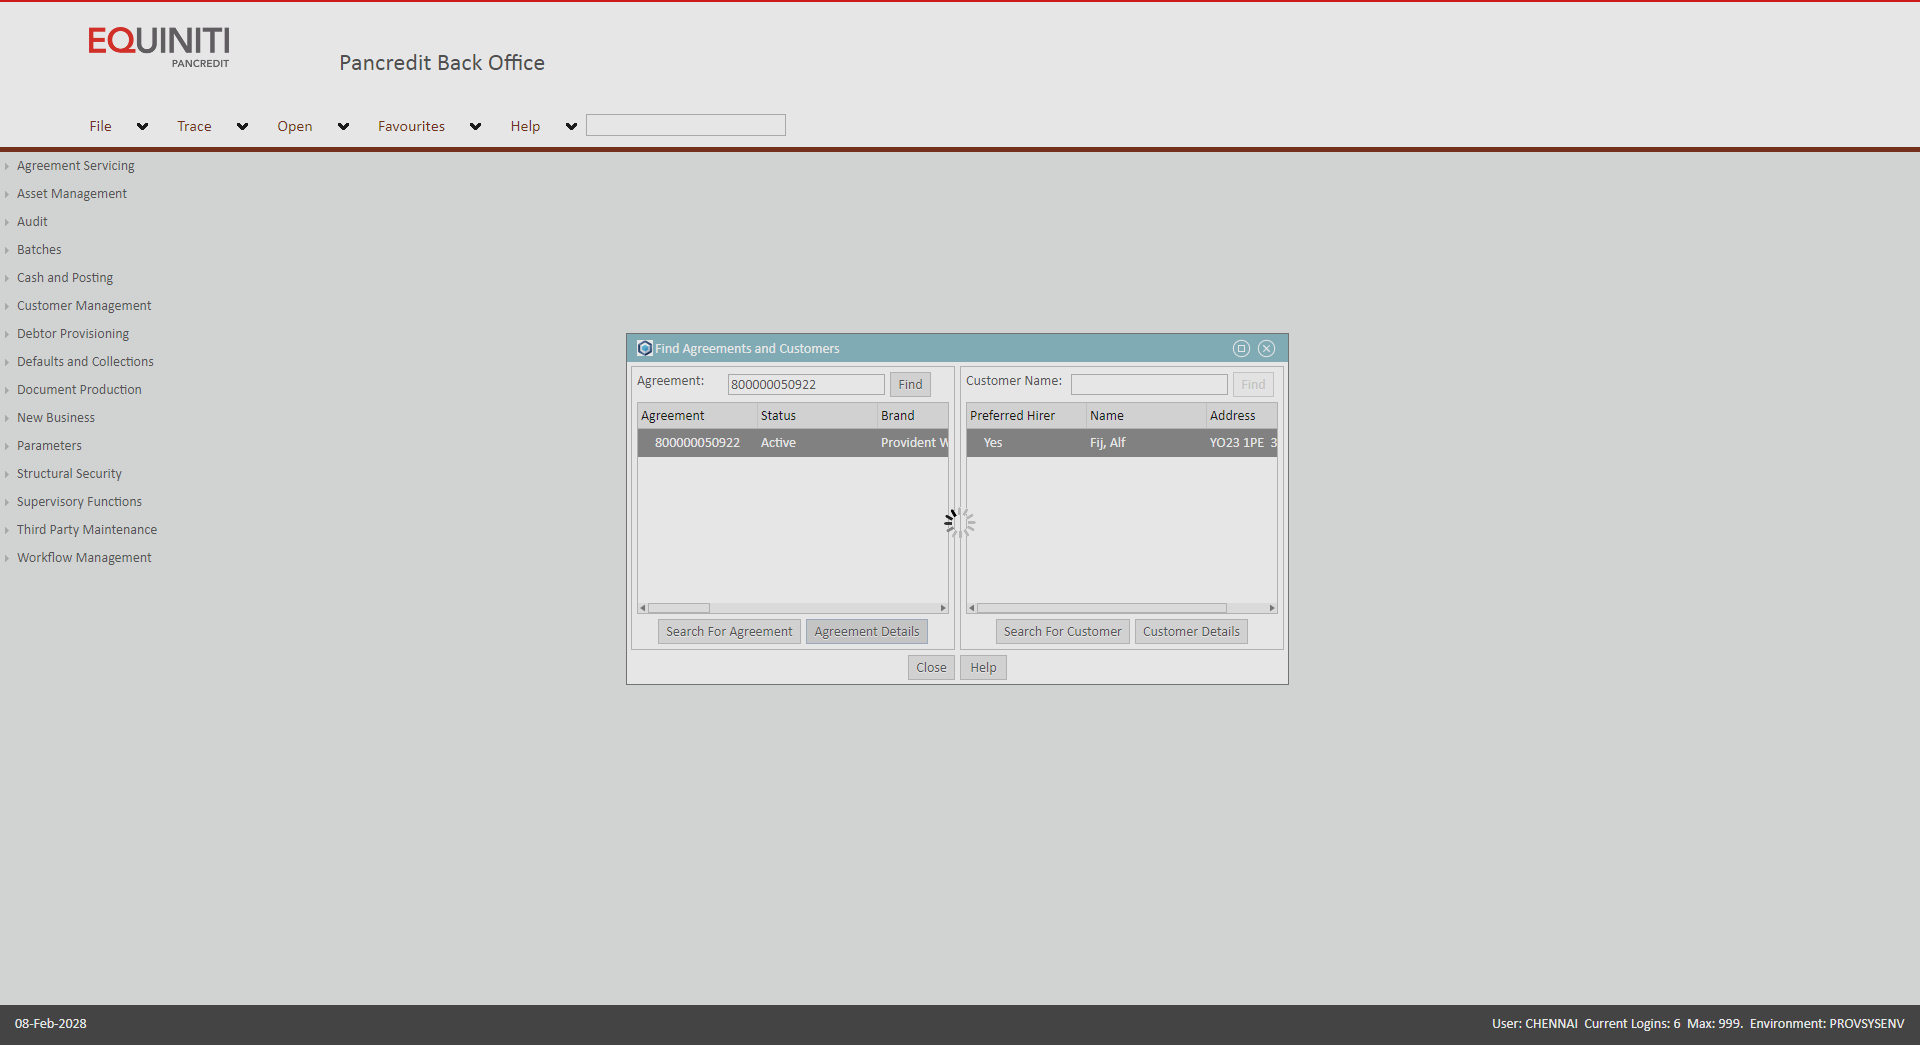 EQUINITI
PANCREDIT
Pancredit Back Office
File Trace Open Favourites Help
Agreement Servicing
Asset Management
Audit
Batches
Cash and Posting
Customer Management
Debtor Provisioning
Defaults and Collections
Document Production
New Business
Parameters
Structural Security
Supervisory Functions
Third Party Maintenance
Workflow Management
Find Agreements and Customers
Agreement: 800000050922 Find
Agreement Status Brand
800000050922 Active Provident W
Search For Agreement Agreement Details
Customer Name: Find
Preferred Hirer Name Address
Yes Fij, Alf YO23 1PE 3
Search For Customer Customer Details
Close Help
08-Feb-2028
User: CHENNAI Current Logins: 6 Max: 999. Environment: PROVSYSENV